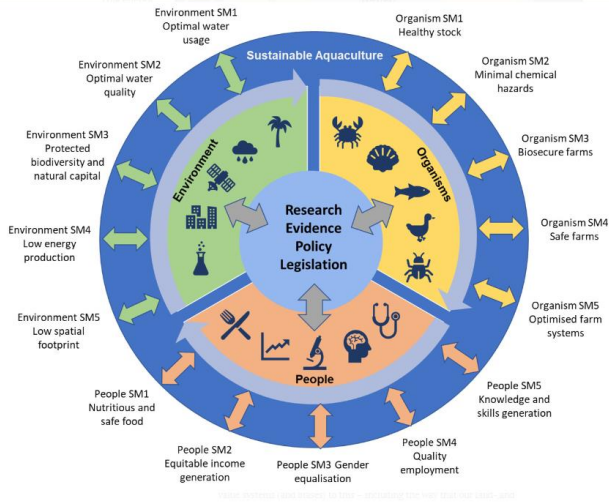 Environment SM1
Optimal water
usage
Organism SM1
Healthy stock
Sustainable Aquaculture
Environment SM2
Optimal water
quality
Organism SM2
Minimal chemical
hazards
Environment SM3
Protected
biodiversity and
natural capital
Organism SM3
Biosecure farms
Environment
Organisms
Research
Evidence
Policy
Legislation
Environment SM4
Low energy
production
Organism SM4
Safe farms
Environment SM5
Low spatial
footprint
Organism SM5
Optimised farm
systems
People
People SM1
Nutritious and
safe food
People SM5
Knowledge and
skills generation
People SM2
Equitable income
generation
People SM3 Gender
equalisation
People SM4
Quality
employment